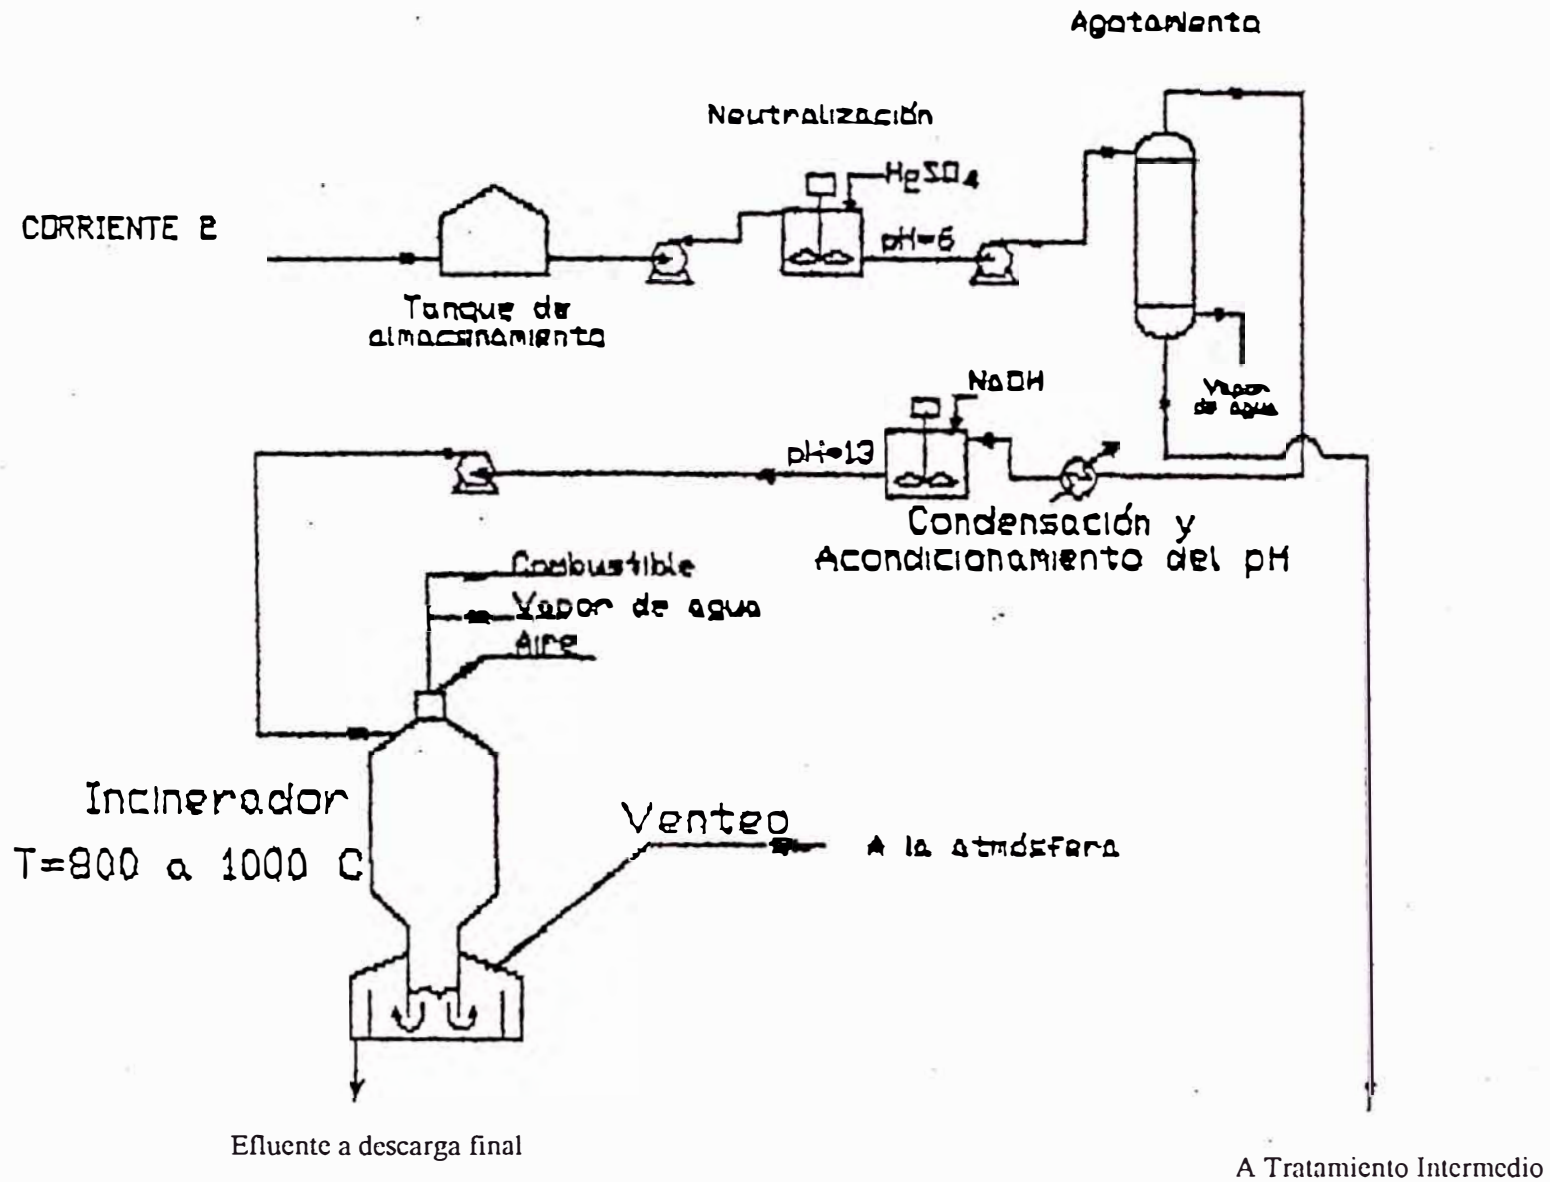 Agotamiento
Neutralización
H2SO4
CORRIENTE 2
pH=6
Tanque de
almacenamiento
Vapor
de agua
NaOH
pH=13
Condensación y
Acondicionamiento del pH
Combustible
Vapor de agua
Aire
Incinerador
T=800 a 1000 C
Venteo
A la atmósfera
Efluente a descarga final
A Tratamiento Intermedio